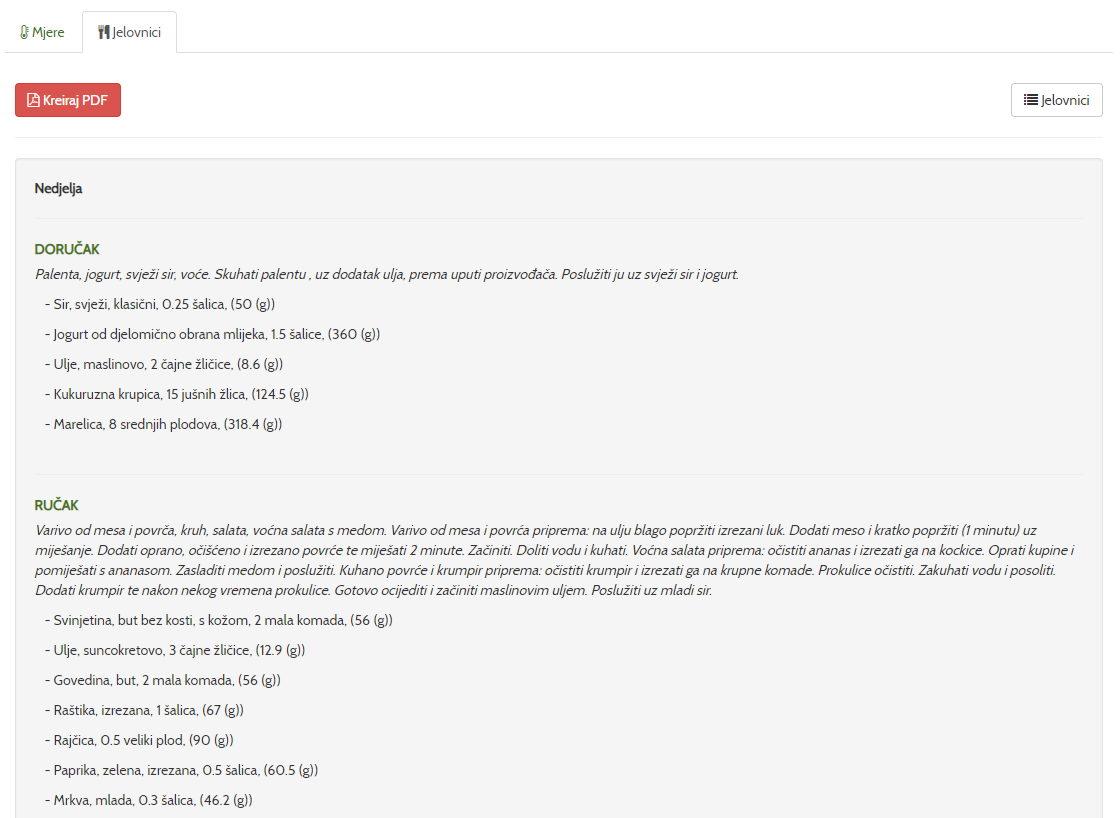 Mjere
Jelovnici
Kreiraj PDF
Jelovnici
Nedjelja
DORUČAK
Palenta, jogurt, svježi sir, voće. Skuhati palentu , uz dodatak ulja, prema uputi proizvođača. Poslužiti ju uz svježi sir i jogurt.
- Sir, svježi, klasični, 0.25 šalica, (50 (g))
- Jogurt od djelomično obrana mlijeka, 1.5 šalice, (360 (g))
- Ulje, maslinovo, 2 čajne žličice, (8.6 (g))
- Kukuruzna krupica, 15 jušnih žlica, (124.5 (g))
- Marelica, 8 srednjih plodova, (318.4 (g))
RUČAK
Varivo od mesa i povrča, kruh, salata, voćna salata s medom. Varivo od mesa i povrća priprema: na ulju blago popržiti izrezani luk. Dodati meso i kratko popržiti (1 minutu) uz
miješanje. Dodati oprano, očišćeno i izrezano povrće te miješati 2 minute. Začiniti. Doliti vodu i kuhati. Voćna salata priprema: očistiti ananas i izrezati ga na kockice. Oprati kupine i
pomiješati s ananasom. Zasladiti medom i poslužiti. Kuhano povrće i krumpir priprema: očistiti krumpir i izrezati ga na krupne komade. Prokulice očistiti. Zakuhati vodu i posoliti.
Dodati krumpir te nakon nekog vremena prokulice. Gotovo ocijediti i začiniti maslinovim uljem. Poslužiti uz mladi sir.
- Svinjetina, but bez kosti, s kožom, 2 mala komada, (56 (g))
- Ulje, suncokretovo, 3 čajne žličice, (12.9 (g))
- Govedina, but, 2 mala komada, (56 (g))
- Raštika, izrezana, 1 šalica, (67 (g))
- Rajčica, 0.5 veliki plod, (90 (g))
- Paprika, zelena, izrezana, 0.5 šalica, (60.5 (g))
- Mrkva, mlada, 0.3 šalica, (46.2 (g))